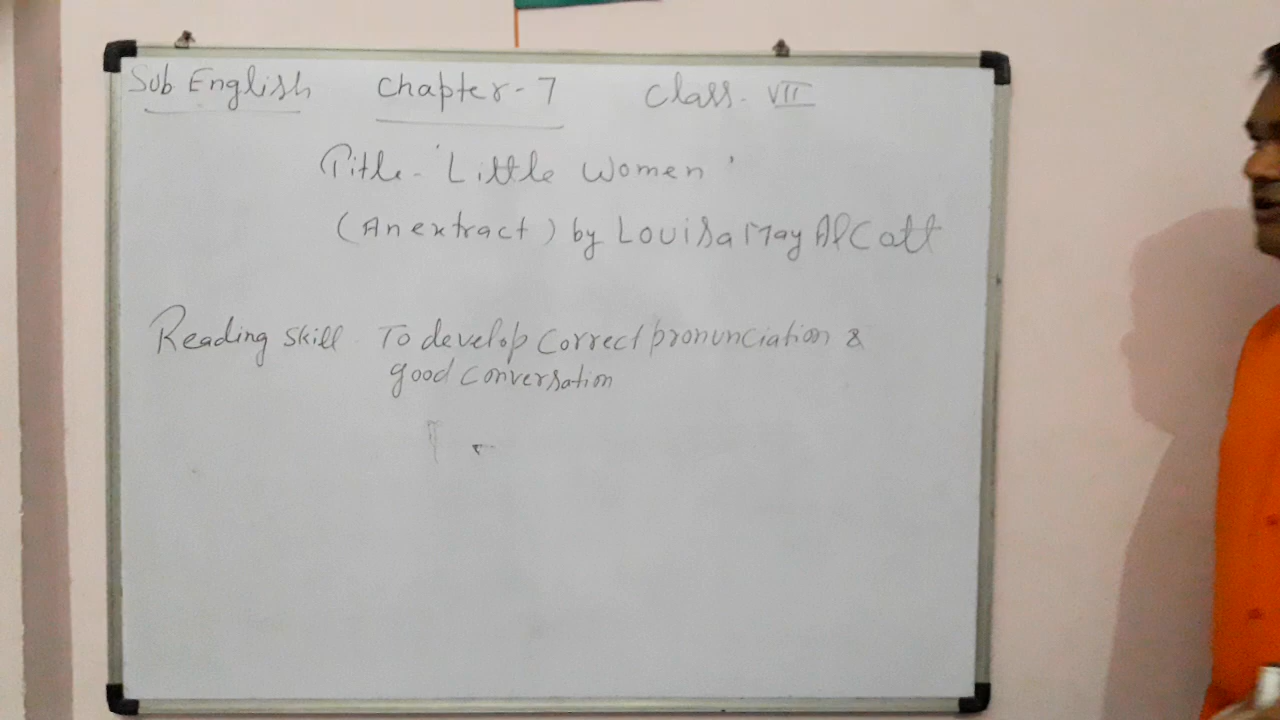 Sub English Chapter-7 Class. VII
Title- 'Little Women'
(An extract) by Louisa May Alcott
Reading Skill. To develop correct pronunciation &
good conversation